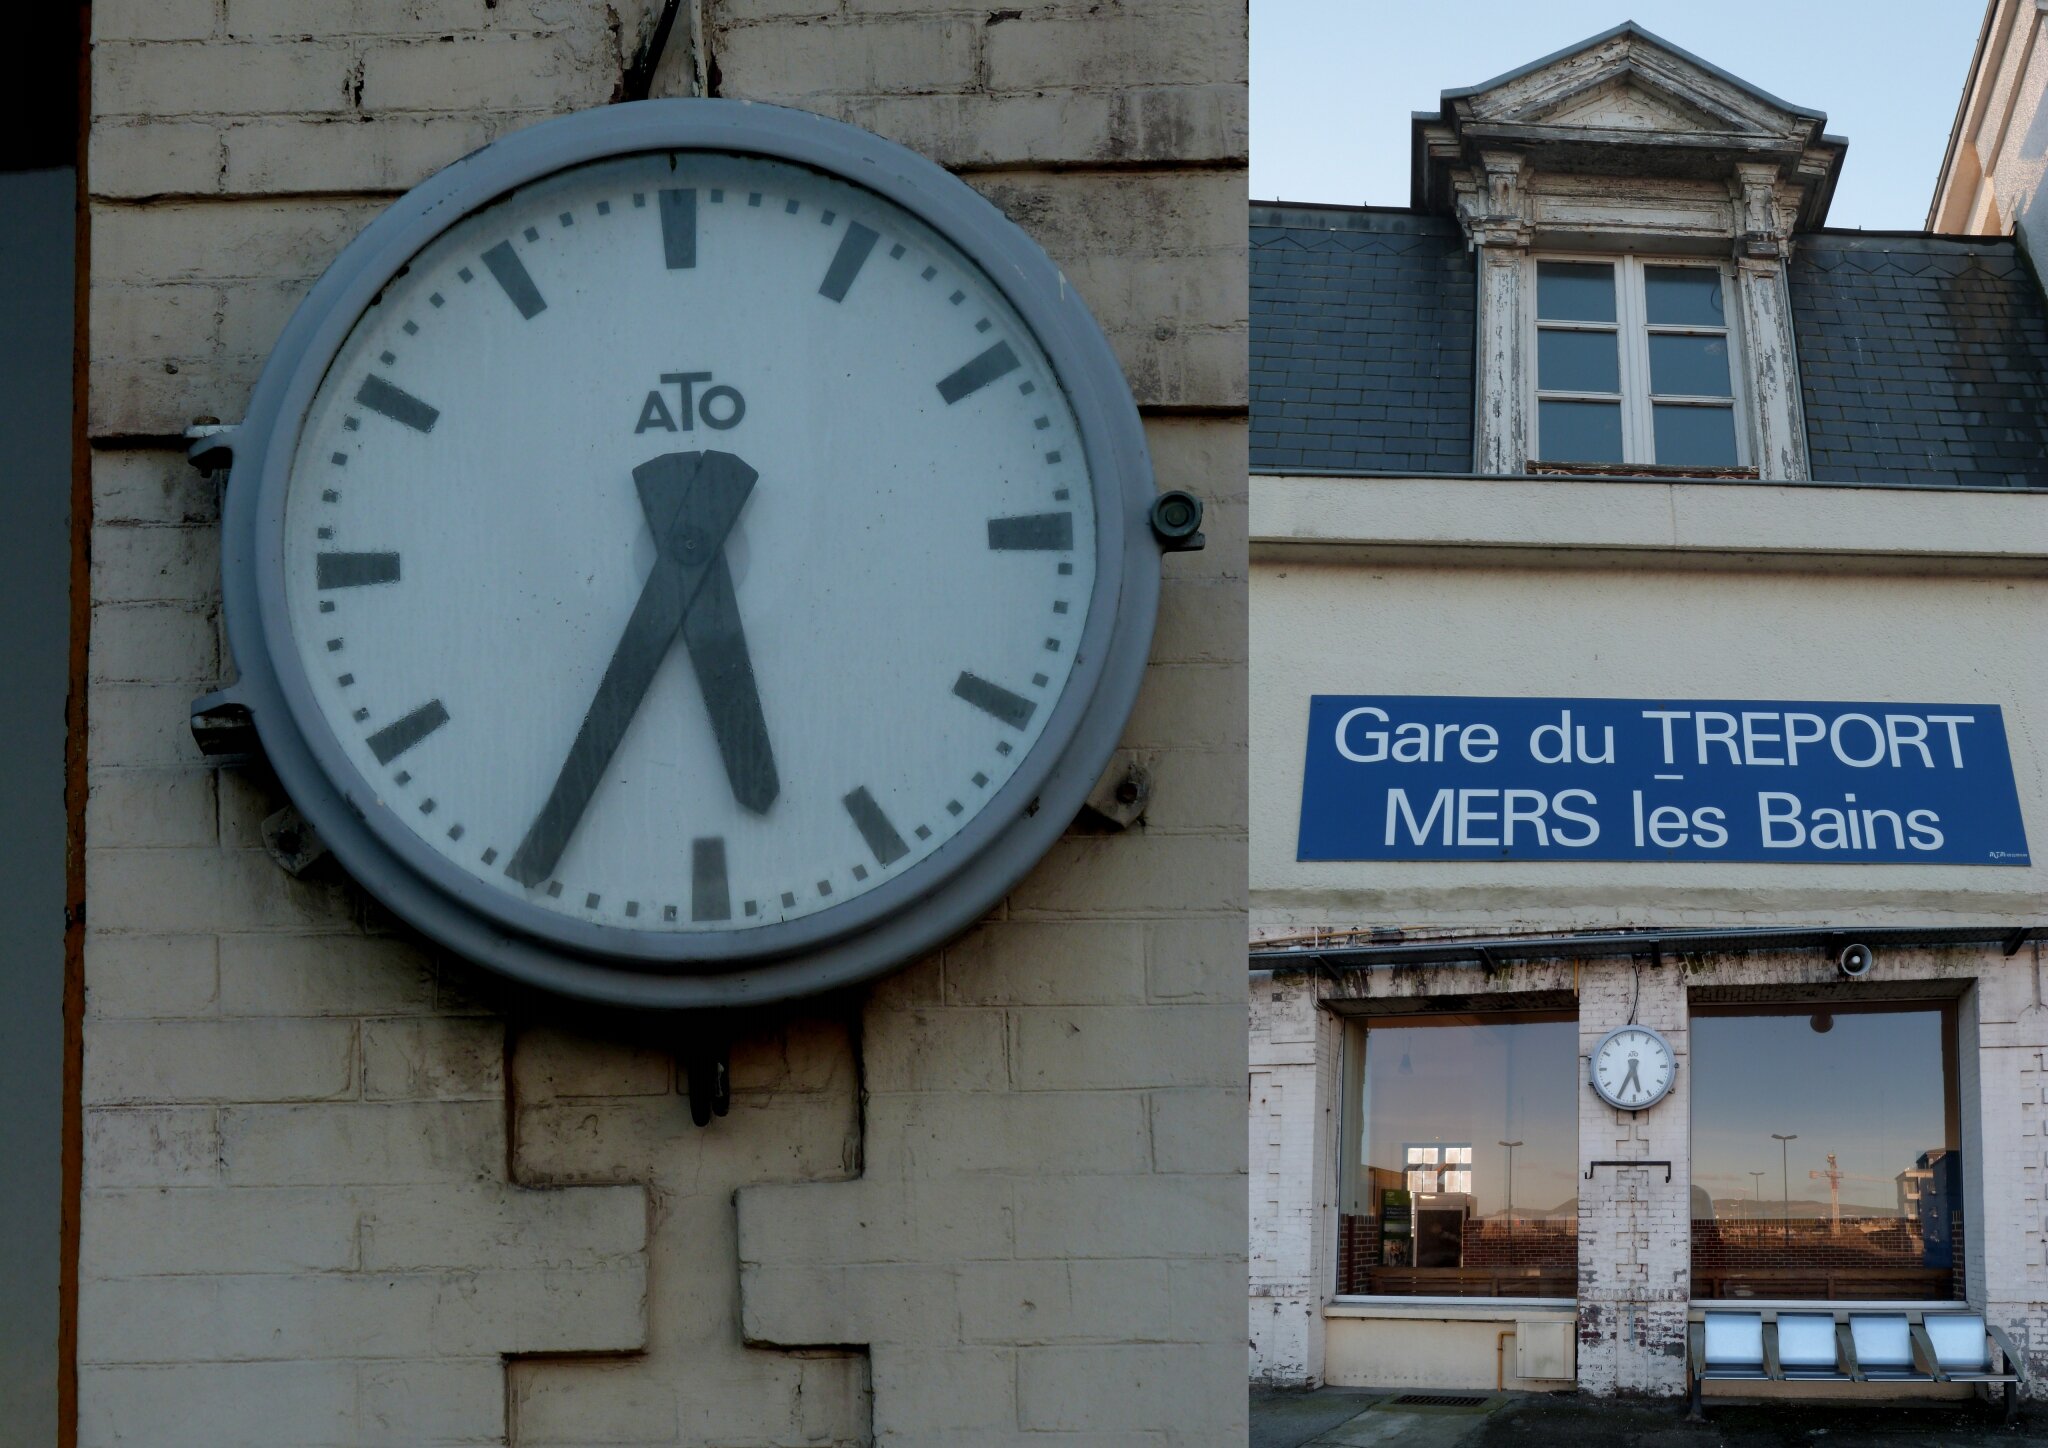 ATO
Gare du TREPORT
MERS les Bains
ATO